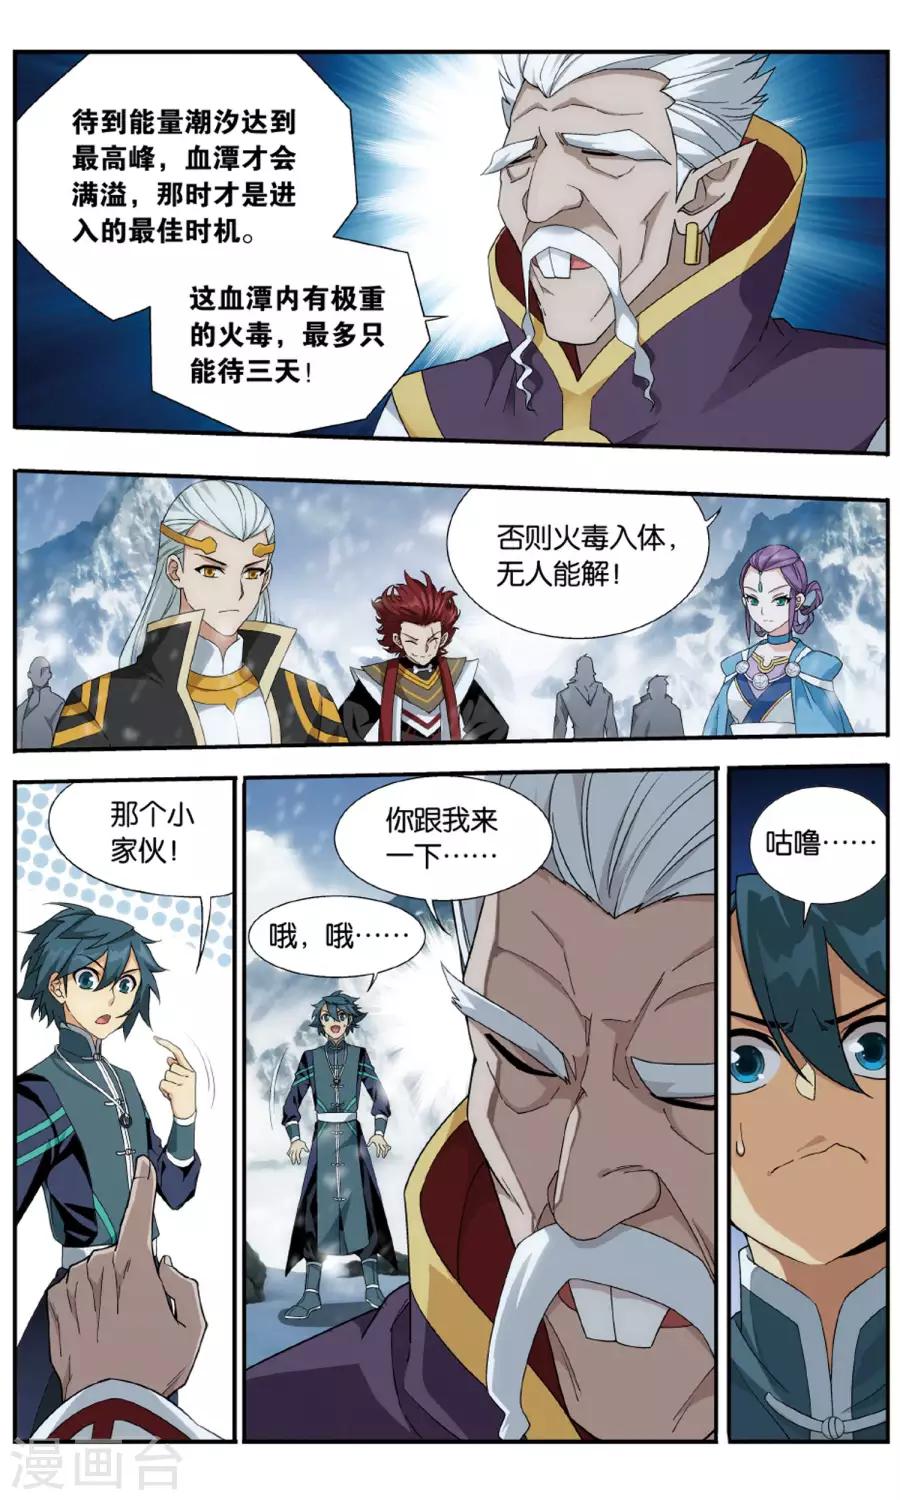 待到能量潮汐达到
最高峰，血潭才会
满溢，那时才是进
入的最佳时机。
这血潭内有极重
的火毒，最多只
能待三天！
否则火毒入体，
无人能解！
那个小
家伙！
你跟我来
一下……
哦，哦……
咕噜……
漫画台